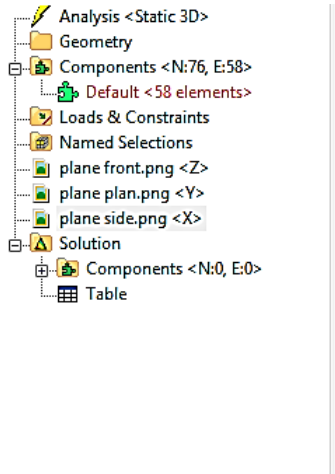 Analysis <Static 3D>
Geometry
Components <N:76, E:58>
Default <58 elements>
Loads & Constraints
Named Selections
plane front.png <Z>
plane plan.png <Y>
plane side.png <X>
Solution
Components <N:0, E:0>
Table